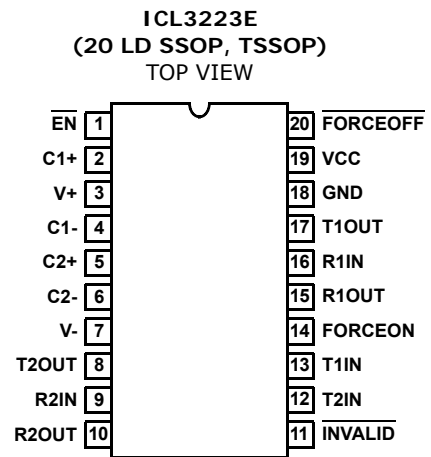 ICL3223E
(20 LD SSOP, TSSOP)
TOP VIEW
EN 1 20 FORCEOFF
C1+ 2 19 VCC
V+ 3 18 GND
C1- 4 17 T1OUT
C2+ 5 16 R1IN
C2- 6 15 R1OUT
V- 7 14 FORCEON
T2OUT 8 13 T1IN
R2IN 9 12 T2IN
R2OUT 10 11 INVALID